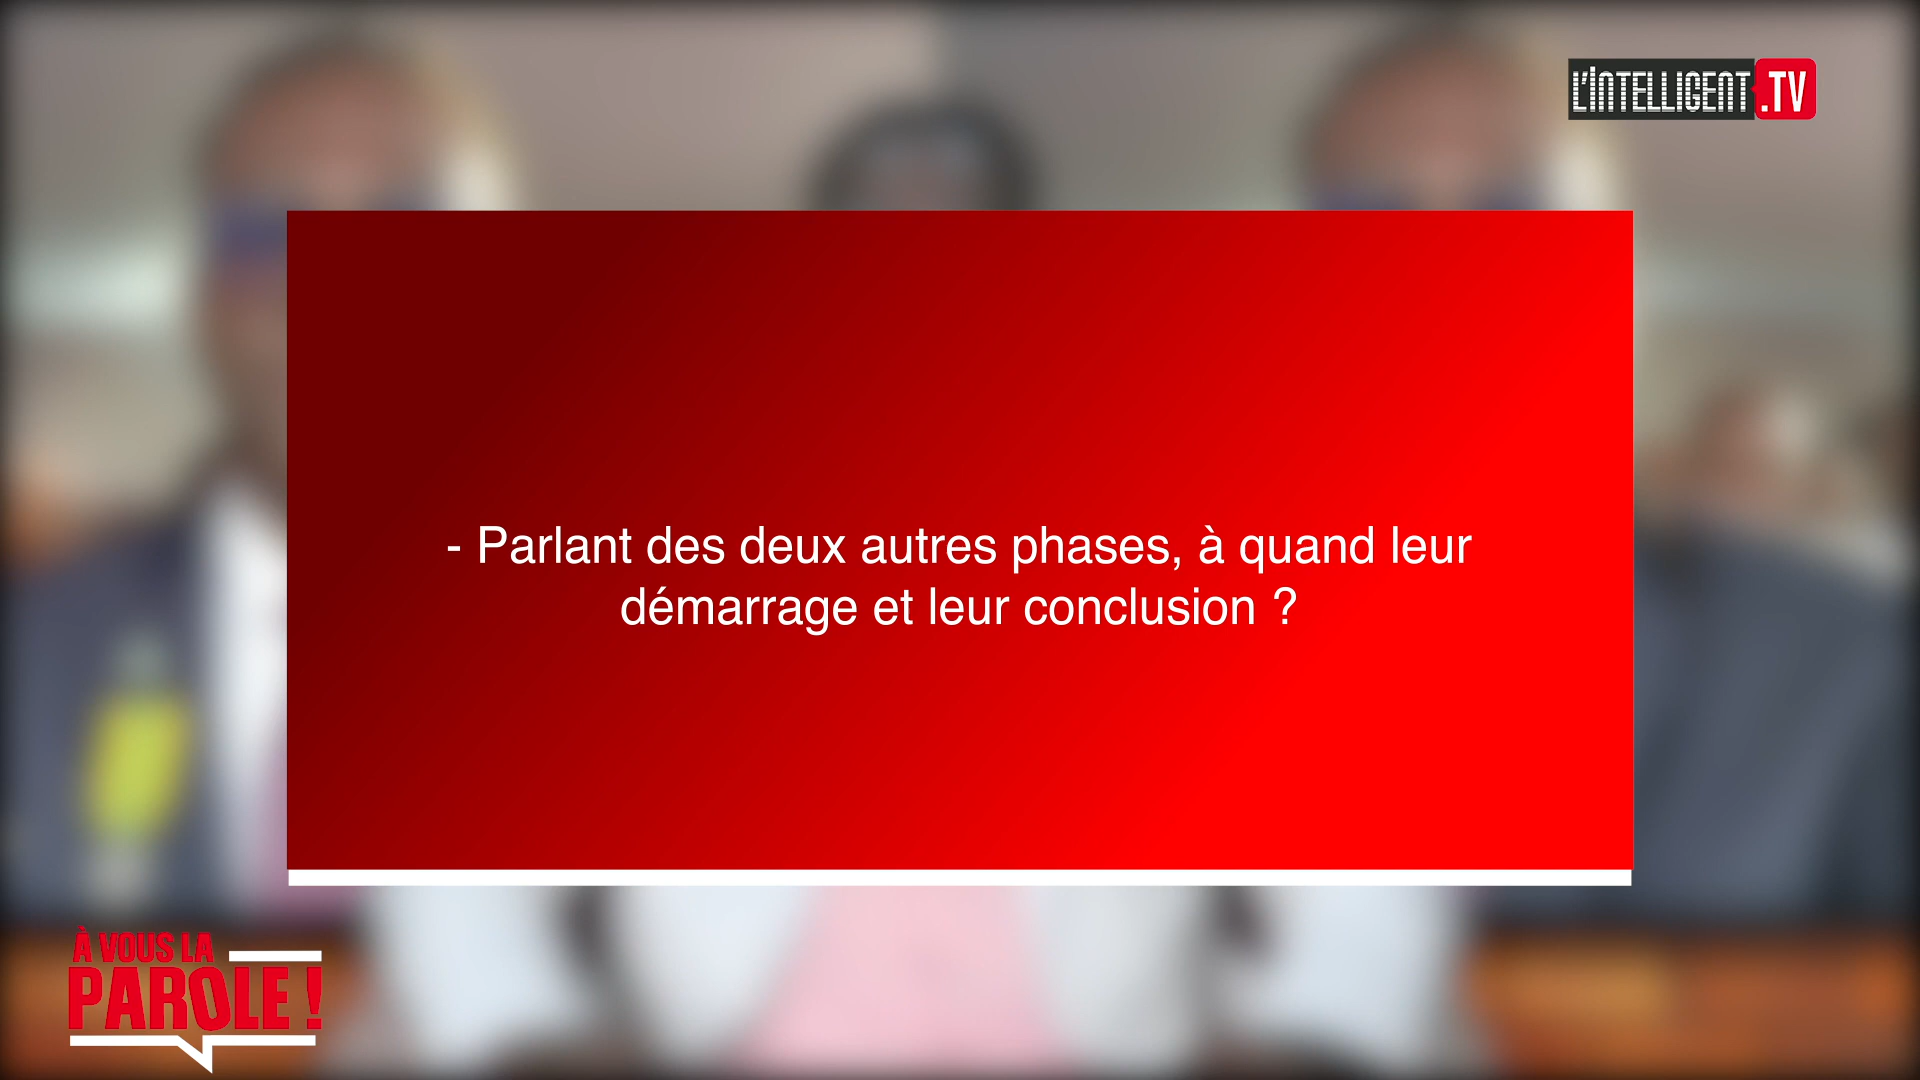 L'INTELLIGENT.TV
- Parlant des deux autres phases, à quand leur
démarrage et leur conclusion ?
À VOUS LA
PAROLE !